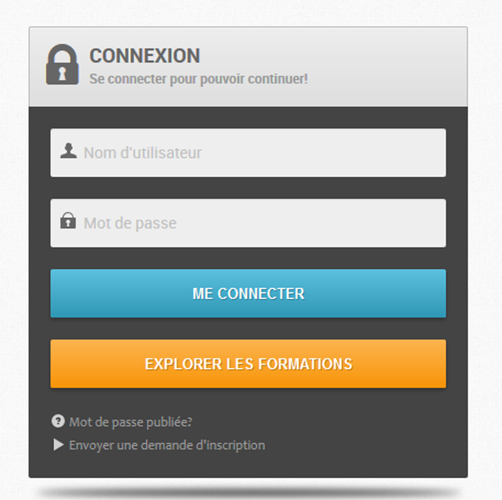 CONNEXION
Se connecter pour pouvoir continuer!
Nom d'utilisateur
Mot de passe
ME CONNECTER
EXPLORER LES FORMATIONS
Mot de passe publiée?
Envoyer une demande d'inscription